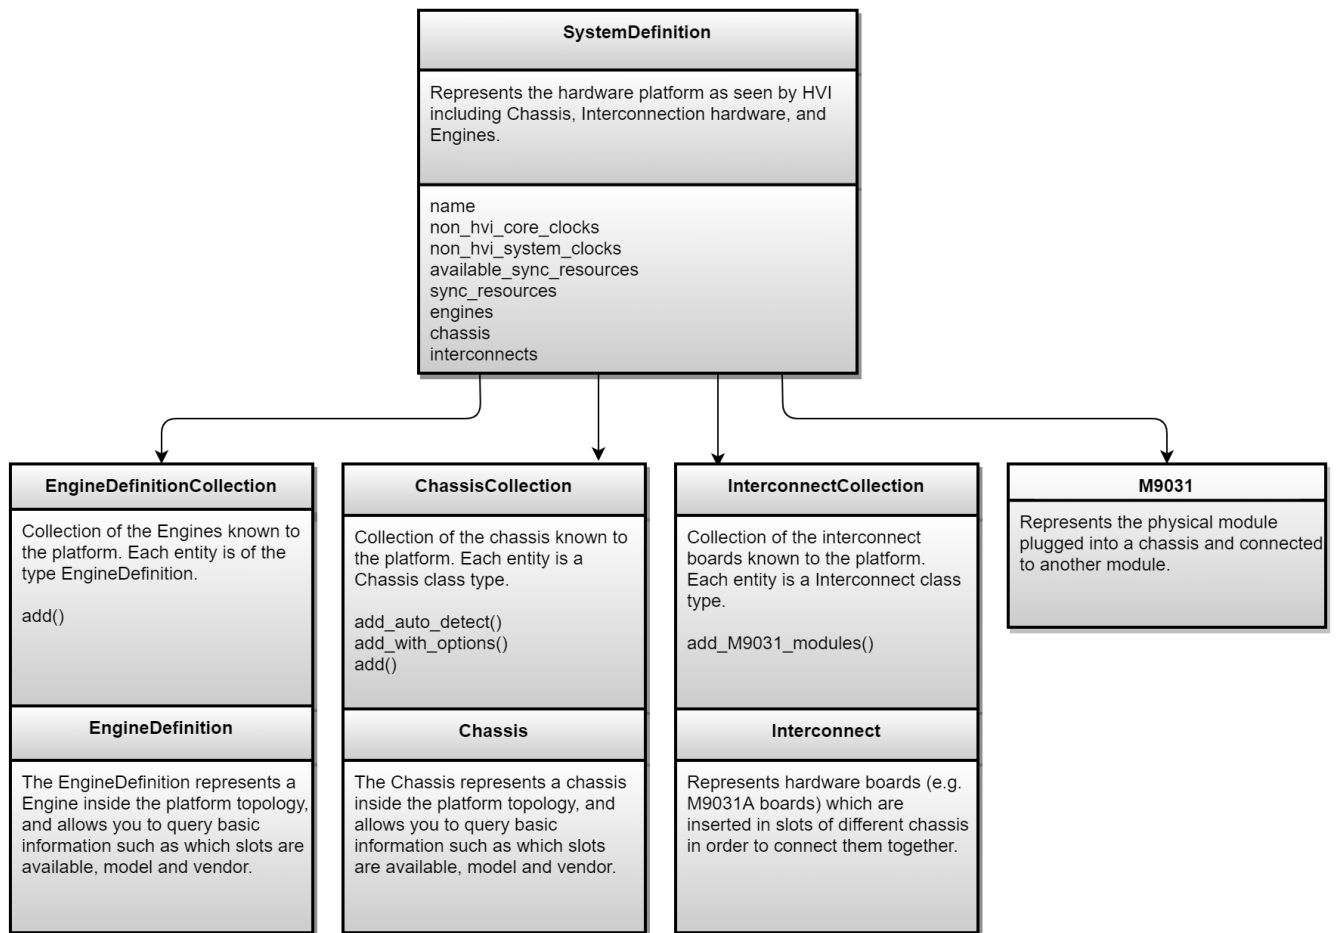 SystemDefinition
Represents the hardware platform as seen by HVI
including Chassis, Interconnection hardware, and
Engines.
name
non_hvi_core_clocks
non_hvi_system_clocks
available_sync_resources
sync_resources
engines
chassis
interconnects
EngineDefinitionCollection
Collection of the Engines known to
the platform. Each entity is of the
type EngineDefinition.
add()
EngineDefinition
The EngineDefinition represents a
Engine inside the platform topology,
and allows you to query basic
information such as which slots are
available, model and vendor.
ChassisCollection
Collection of the chassis known to
the platform. Each entity is a
Chassis class type.
add_auto_detect()
add_with_options()
add()
Chassis
The Chassis represents a chassis
inside the platform topology, and
allows you to query basic
information such as which slots
are available, model and vendor.
InterconnectCollection
Collection of the interconnect
boards known to the platform.
Each entity is a Interconnect class
type.
add_M9031_modules()
Interconnect
Represents hardware boards (e.g.
M9031A boards) which are
inserted in slots of different chassis
in order to connect them together.
M9031
Represents the physical module
plugged into a chassis and connected
to another module.